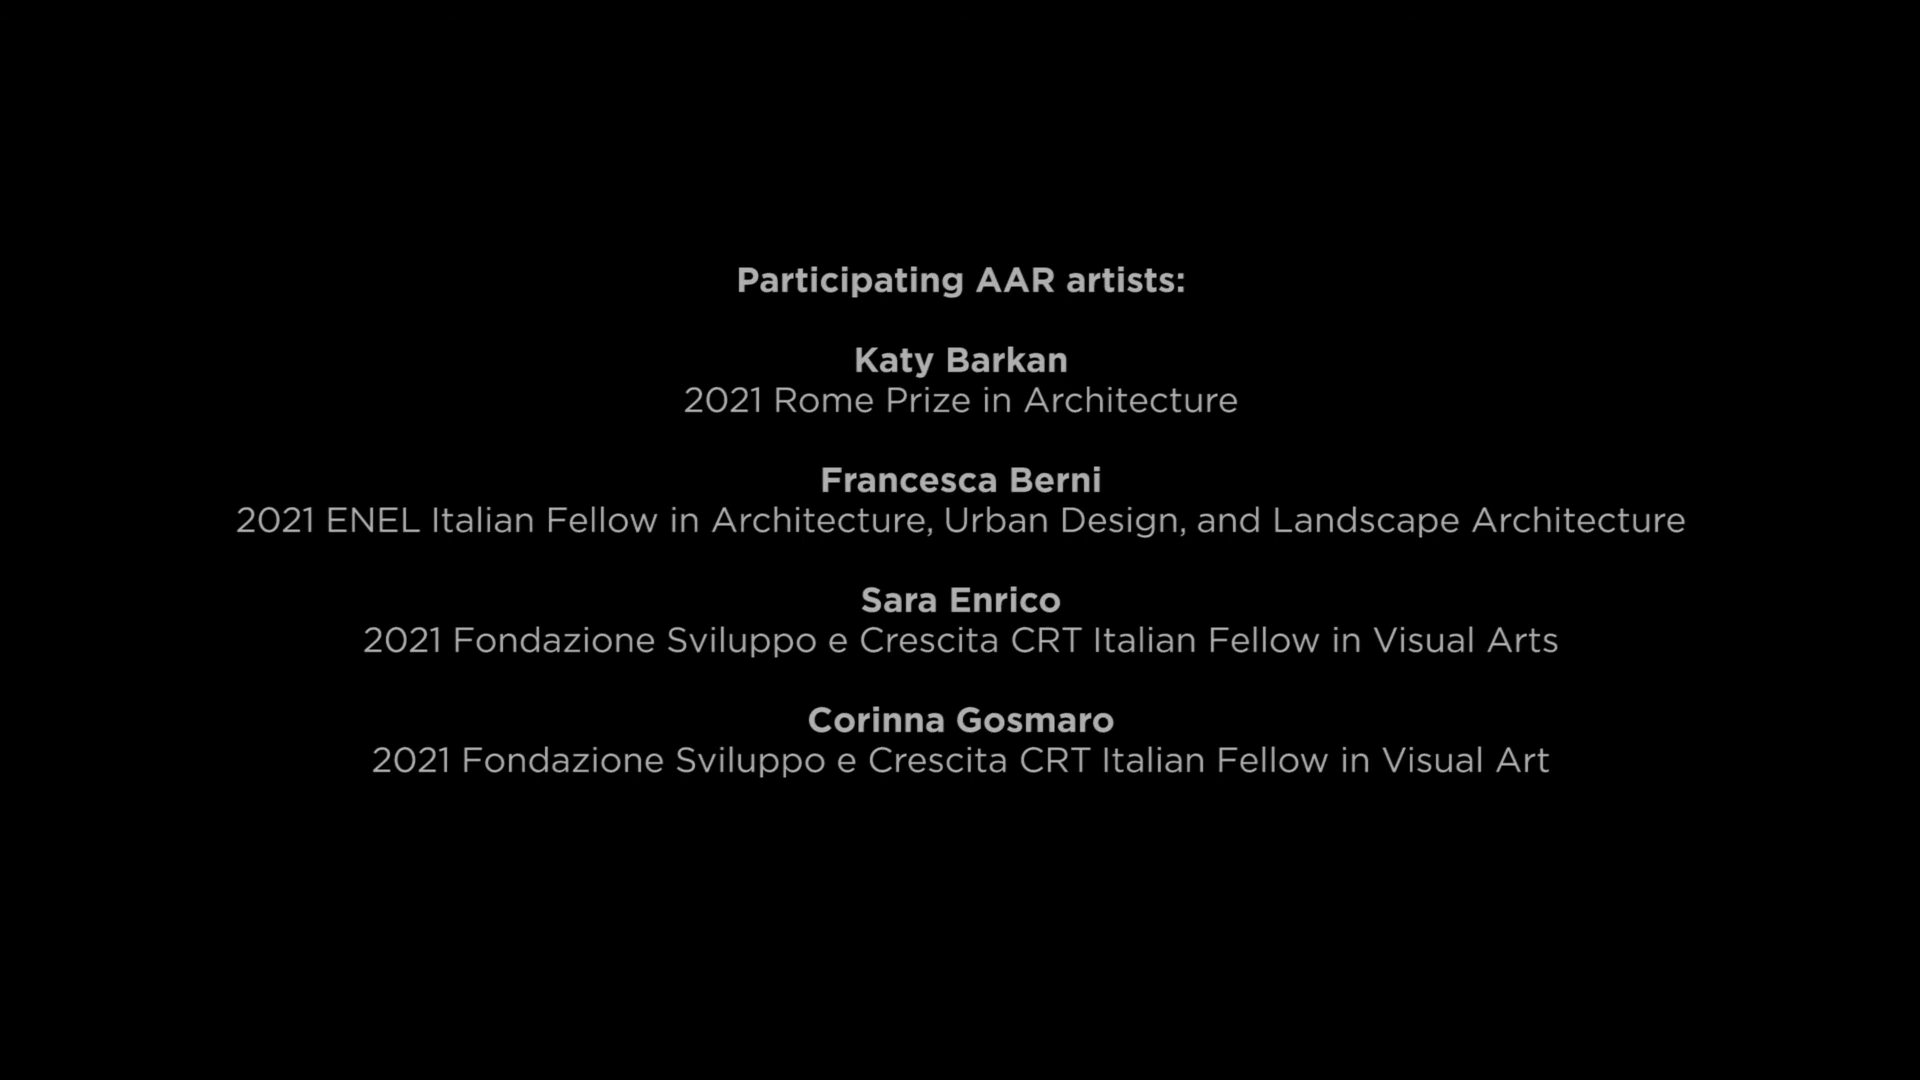 Participating AAR artists:
Katy Barkan
2021 Rome Prize in Architecture
Francesca Berni
2021 ENEL Italian Fellow in Architecture, Urban Design, and Landscape Architecture
Sara Enrico
2021 Fondazione Sviluppo e Crescita CRT Italian Fellow in Visual Arts
Corinna Gosmaro
2021 Fondazione Sviluppo e Crescita CRT Italian Fellow in Visual Art